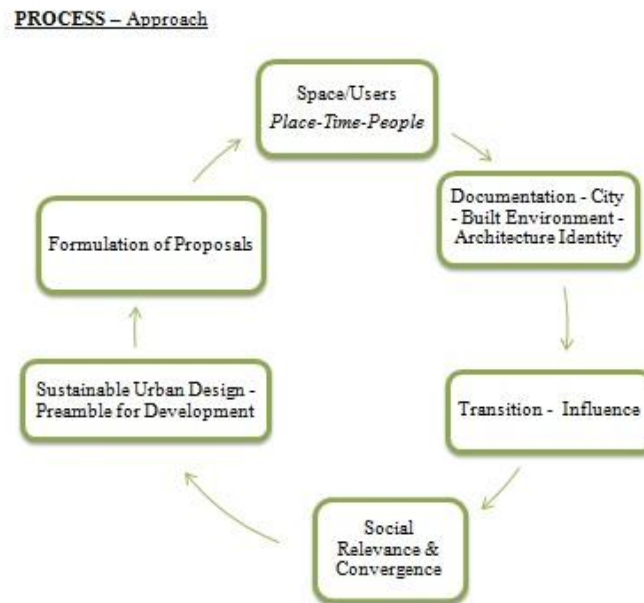 PROCESS – Approach
Space/Users
Place-Time-People
Documentation - City
- Built Environment -
Architecture Identity
Transition - Influence
Social
Relevance &
Convergence
Sustainable Urban Design -
Preamble for Development
Formulation of Proposals